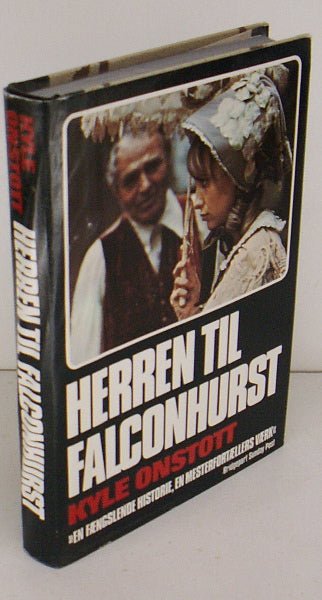 HERREN TIL
FALCONHURST
KYLE ONSTOTT
»EN FÆNGSLENDE HISTORIE, EN MESTERFORTÆLLERS VÆRK«
Bridgeport Sunday Post
KYLE
ONSTOTT
HERREN TIL FALCONHURST